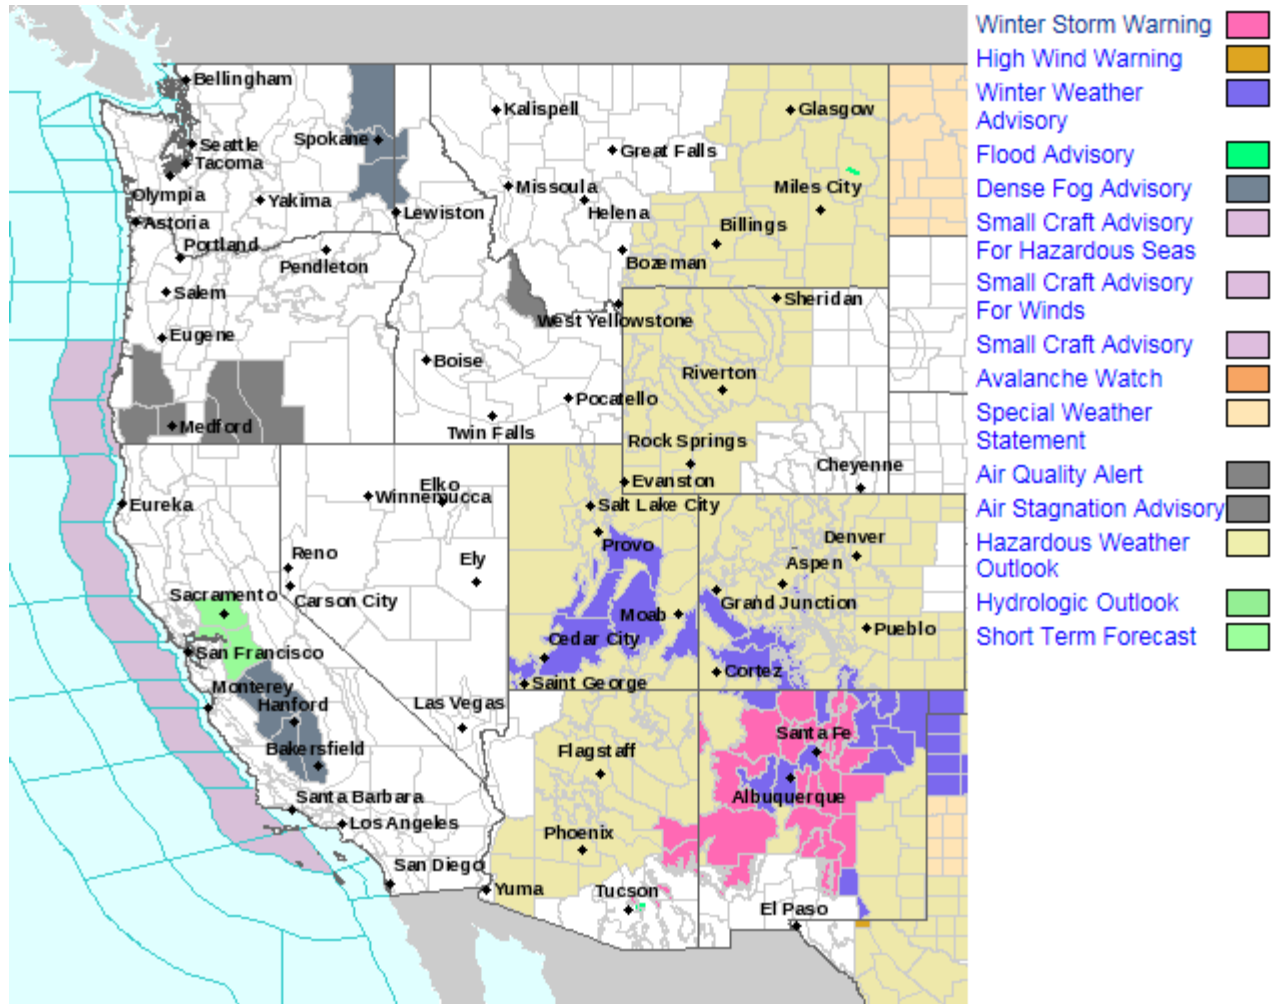 Winter Storm Warning
High Wind Warning
Winter Weather
Advisory
Flood Advisory
Dense Fog Advisory
Small Craft Advisory
For Hazardous Seas
Small Craft Advisory
For Winds
Small Craft Advisory
Avalanche Watch
Special Weather
Statement
Air Quality Alert
Air Stagnation Advisory
Hazardous Weather
Outlook
Hydrologic Outlook
Short Term Forecast
Bellingham
Kalispell
Glasgow
Spokane
Seattle
Great Falls
Tacoma
Olympia
Missoula
Miles City
Yakima
Helena
Lewiston
Astoria
Billings
Portland
Pendleton
Bozeman
Salem
Sheridan
West Yellowstone
Eugene
Boise
Riverton
Pocatello
Medford
Twin Falls
Rock Springs
Cheyenne
Evanston
Elko
Winnemucca
Eureka
Salt Lake City
Provo
Denver
Reno
Ely
Aspen
Sacramento
Carson City
Grand Junction
Moab
Pueblo
Cedar City
San Francisco
Cortez
Saint George
Monterey
Hanford
Las Vegas
Santa Fe
Bakersfield
Flagstaff
Albuquerque
Santa Barbara
Los Angeles
Phoenix
San Diego
Yuma
Tucson
El Paso